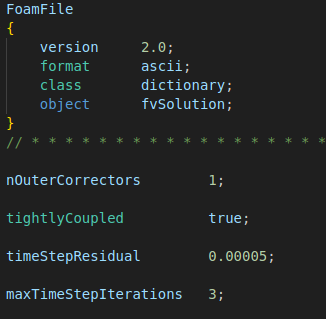 FoamFile
{
version 2.0;
format ascii;
class dictionary;
object fvSolution;
}
// * * * * * * * * * * * * * * * * * *
nOuterCorrectors 1;
tightlyCoupled true;
timeStepResidual 0.00005;
maxTimeStepIterations 3;